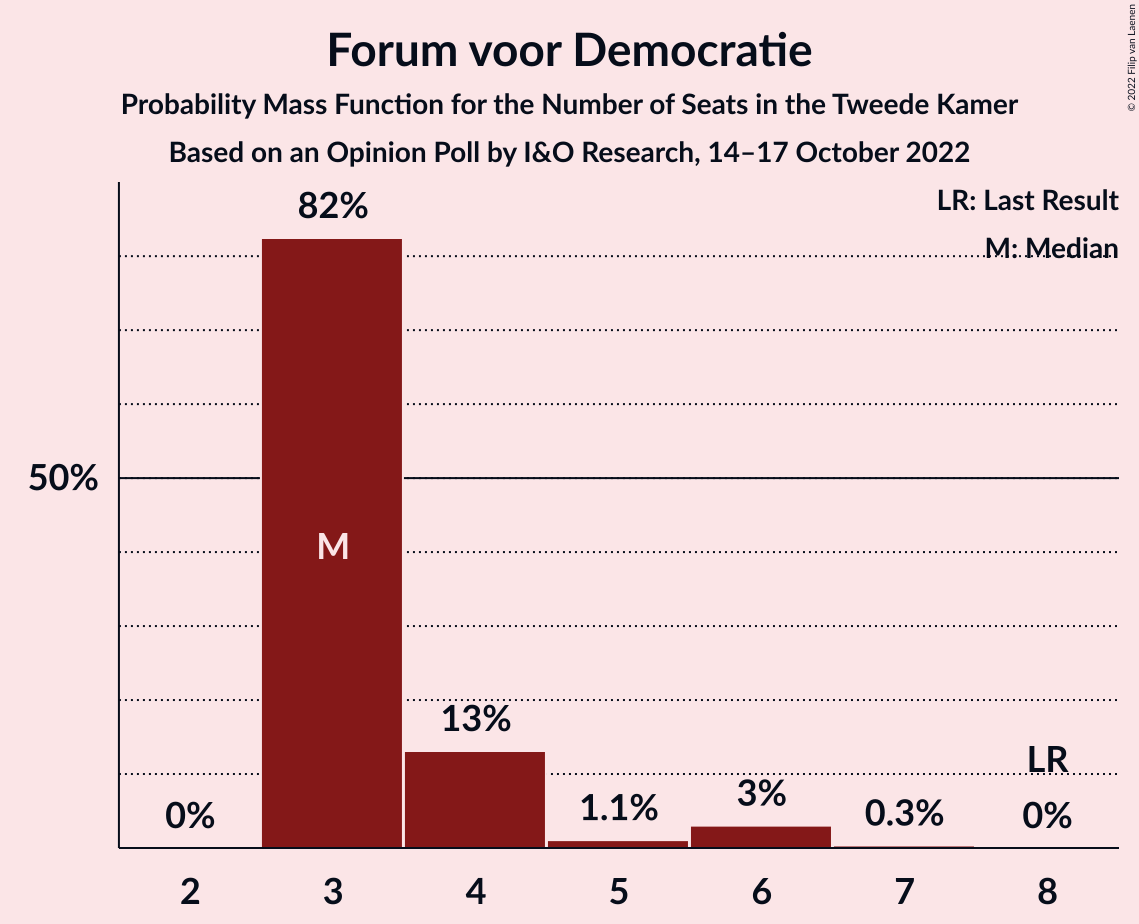 Forum voor Democratie
Probability Mass Function for the Number of Seats in the Tweede Kamer
Based on an Opinion Poll by I&O Research, 14–17 October 2022
© 2022 Filip van Laenen
LR: Last Result
M: Median
82%
50%
M
13%
LR
0%
1.1%
3%
0.3%
0%
2
3
4
5
6
7
8